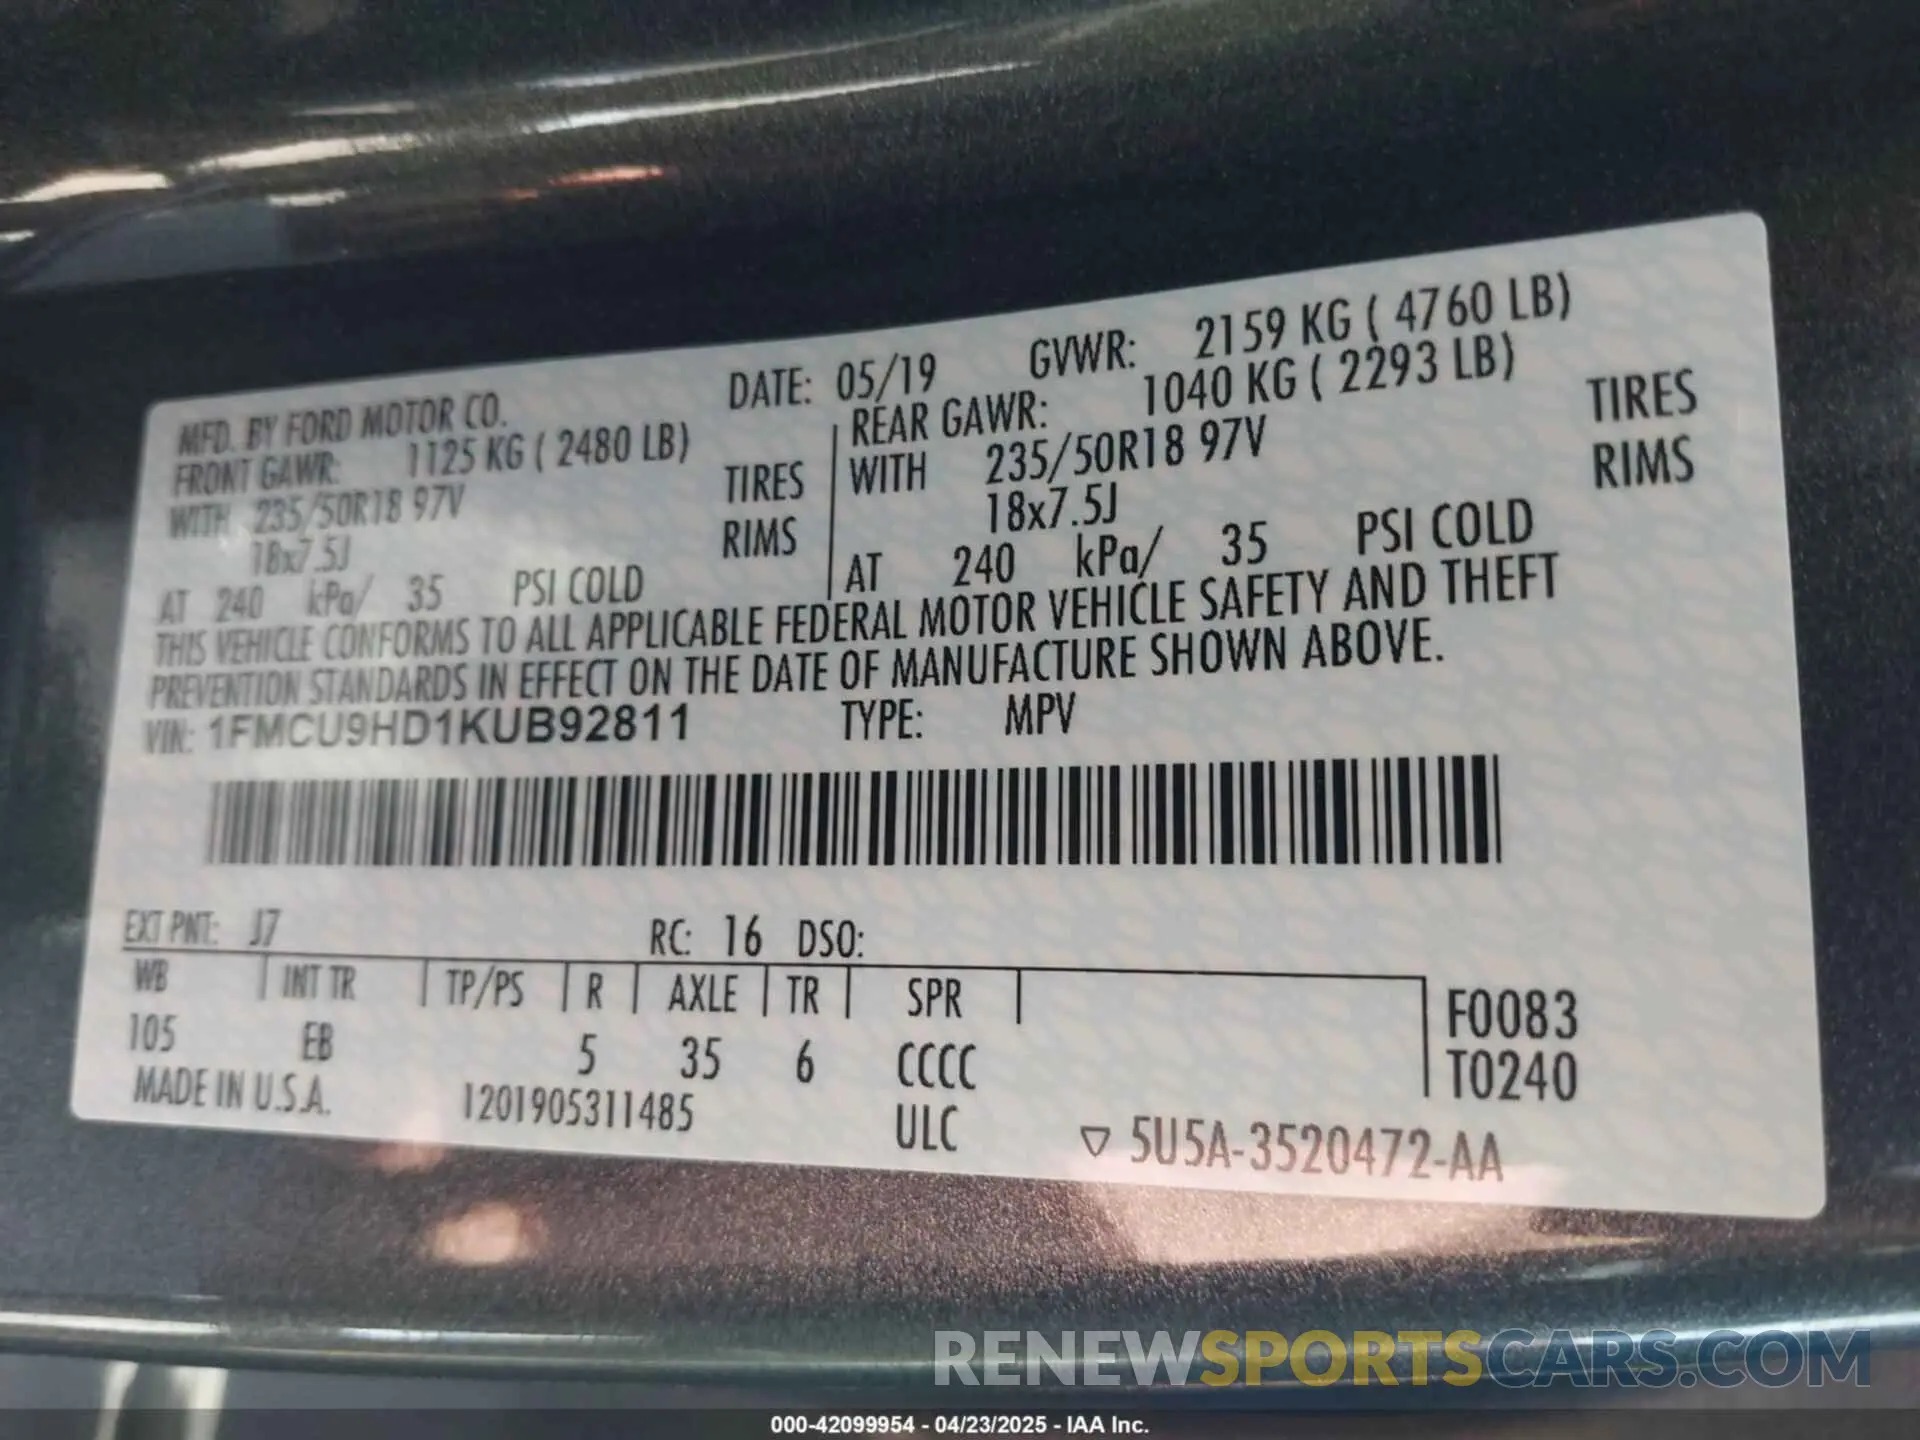 MFD. BY FORD MOTOR CO. DATE: 05/19 GVWR: 2159 KG ( 4760 LB)
FRONT GAWR: 1125 KG ( 2480 LB) REAR GAWR: 1040 KG ( 2293 LB)
WITH 235/50R18 97V TIRES WITH 235/50R18 97V TIRES
18x7.5J RIMS 18x7.5J RIMS
AT 240 kPa/ 35 PSI COLD AT 240 kPa/ 35 PSI COLD
THIS VEHICLE CONFORMS TO ALL APPLICABLE FEDERAL MOTOR VEHICLE SAFETY AND THEFT
PREVENTION STANDARDS IN EFFECT ON THE DATE OF MANUFACTURE SHOWN ABOVE.
VIN: 1FMCU9HD1KUB92811 TYPE: MPV
EXT PNT: J7 RC: 16 DSO:
WB INT TR TP/PS R AXLE TR SPR F0083
105 EB 5 35 6 CCCC T0240
MADE IN U.S.A. 1201905311485 ULC ▽ 5U5A-3520472-AA
RENEWSPORTSCARS.COM
000-42099954 - 04/23/2025 - IAA Inc.